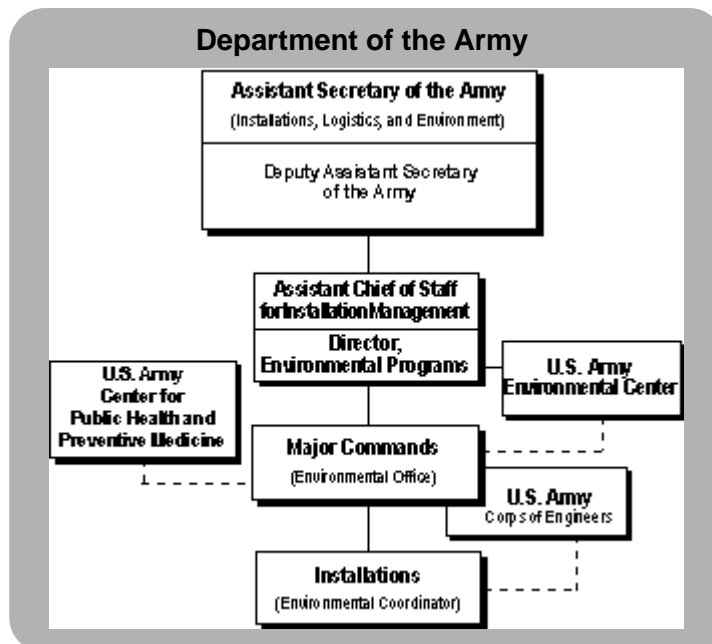 Department of the Army
Assistant Secretary of the Army
(Installations, Logistics, and Environment)
Deputy Assistant Secretary
of the Army
Assistant Chief of Staff
for Installation Management
Director,
Environmental Programs
U.S. Army
Center for
Public Health and
Preventive Medicine
U.S. Army
Environmental Center
Major Commands
(Environmental Office)
U.S. Army
Corps of Engineers
Installations
(Environmental Coordinator)